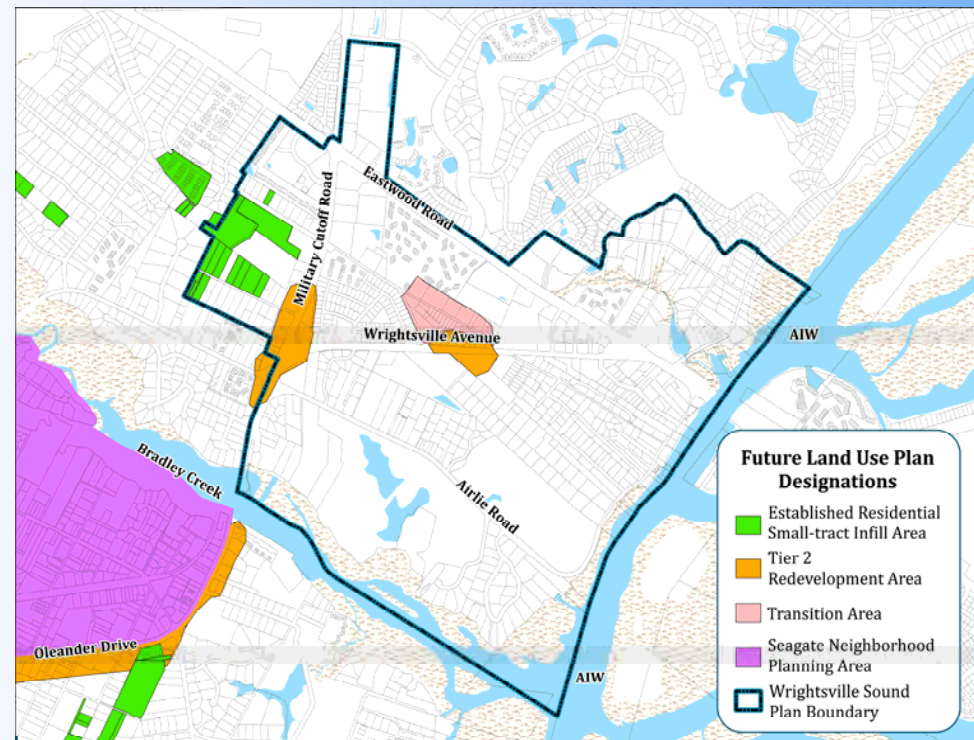 Eastwood Road
Military Cutoff Road
Wrightsville Avenue
AIW
Bradley Creek
Airlie Road
Oleander Drive
AIW
Future Land Use Plan
Designations
Established Residential
Small-tract Infill Area
Tier 2
Redevelopment Area
Transition Area
Seagate Neighborhood
Planning Area
Wrightsville Sound
Plan Boundary